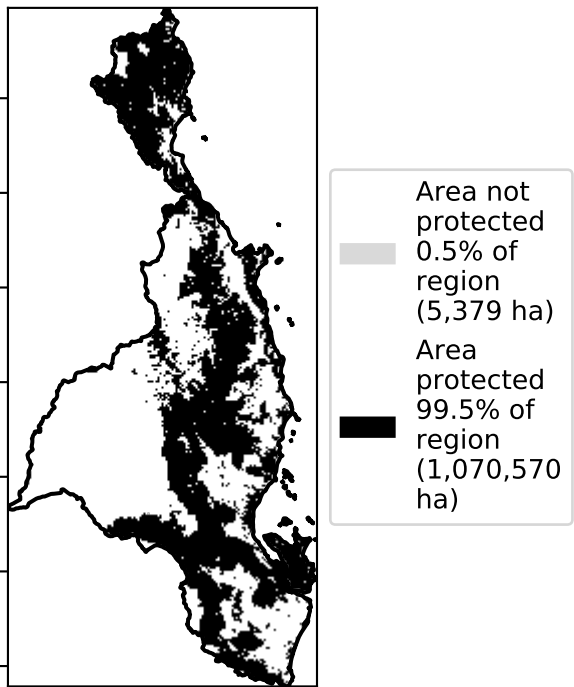 Area not
protected
0.5% of
region
(5,379 ha)
Area
protected
99.5% of
region
(1,070,570
ha)